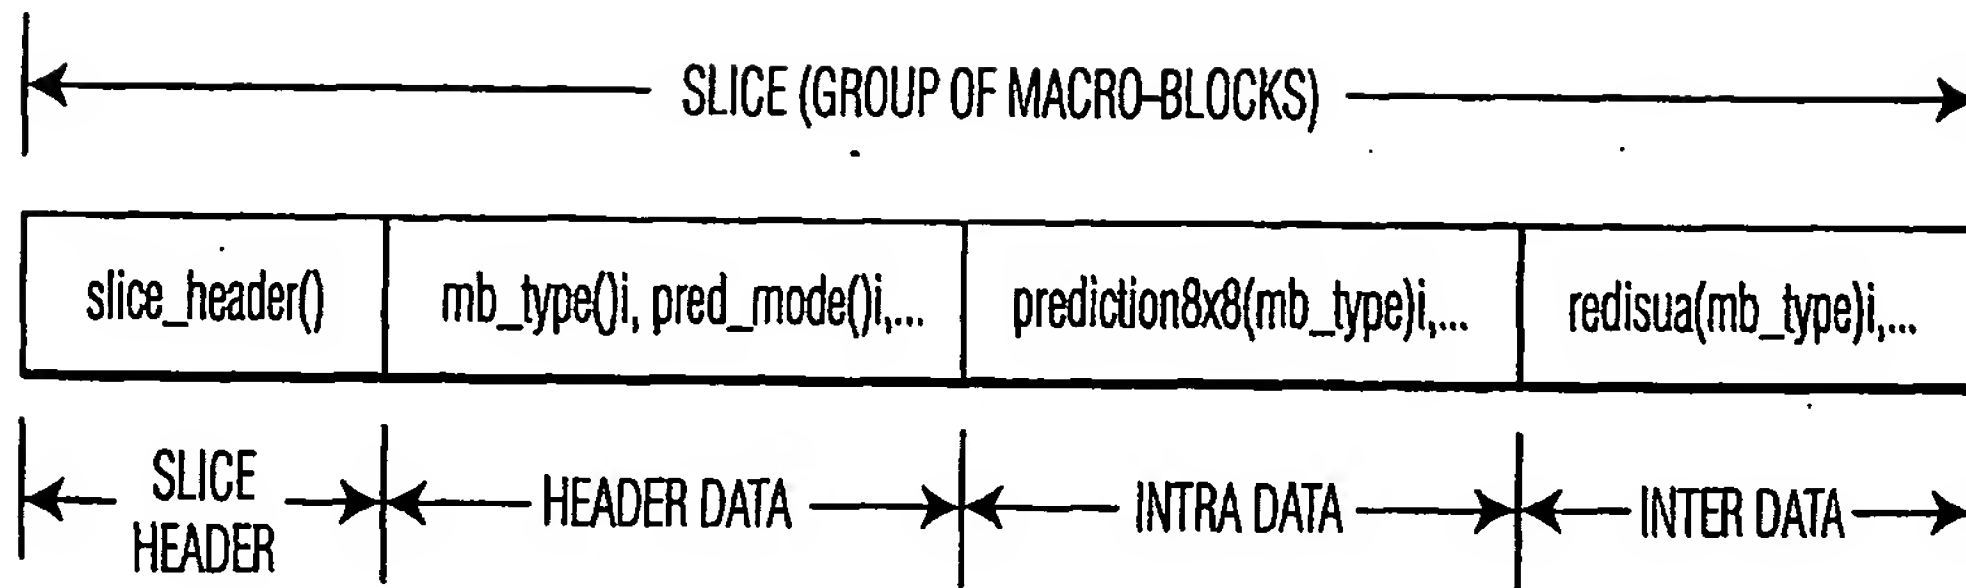 SLICE (GROUP OF MACRO-BLOCKS)
slice_header()
mb_type()i, pred_mode()i,...
prediction8x8(mb_type)i,...
redisua(mb_type)i,...
SLICE
HEADER
HEADER DATA
INTRA DATA
INTER DATA